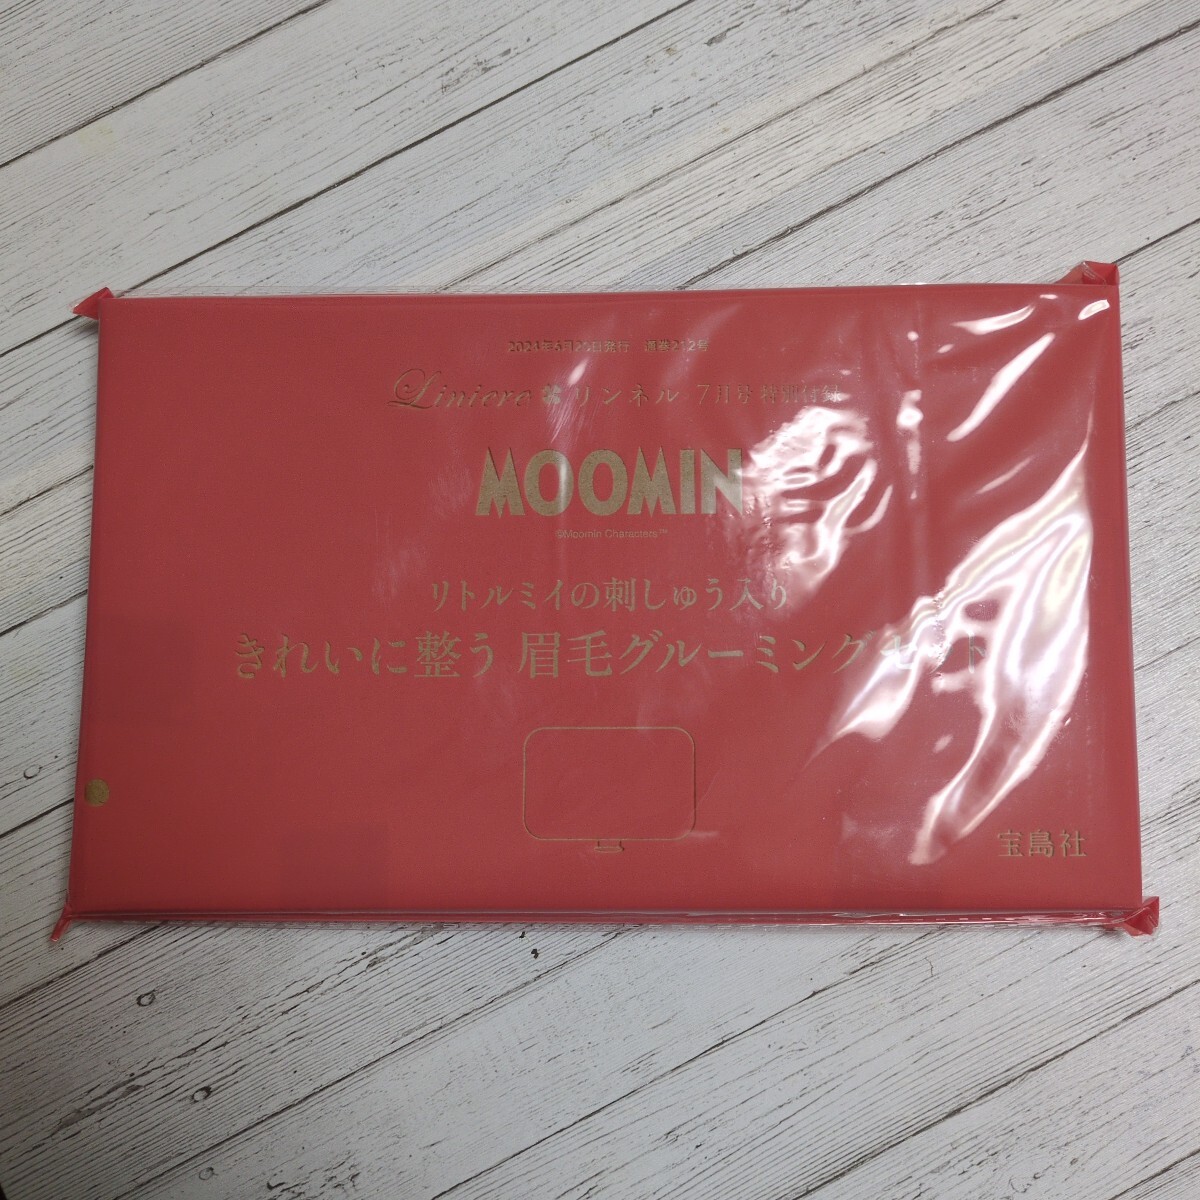 2021年5月20日発行 通巻212号
Liniere リンネル 7月号 特別付録
MOOMIN
©Moomin Characters™
リトルミイの刺しゅう入り
きれいに整う 眉毛グルーミングセット
宝島社